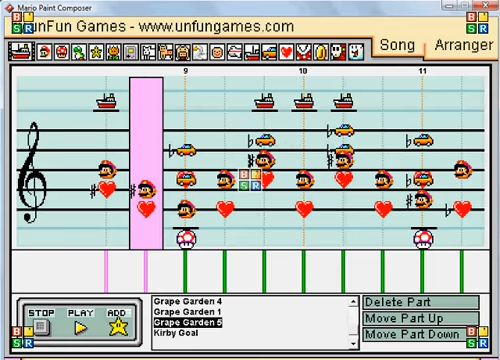 Mario Paint Composer
unFun Games - www.unfungames.com
Song
Arranger
9
10
11
STOP
PLAY
ADD
Grape Garden 4
Grape Garden 1
Grape Garden 5
Kirby Goal
Delete Part
Move Part Up
Move Part Down
B
S R
B
S R
B
S R
B
S R
B
S R